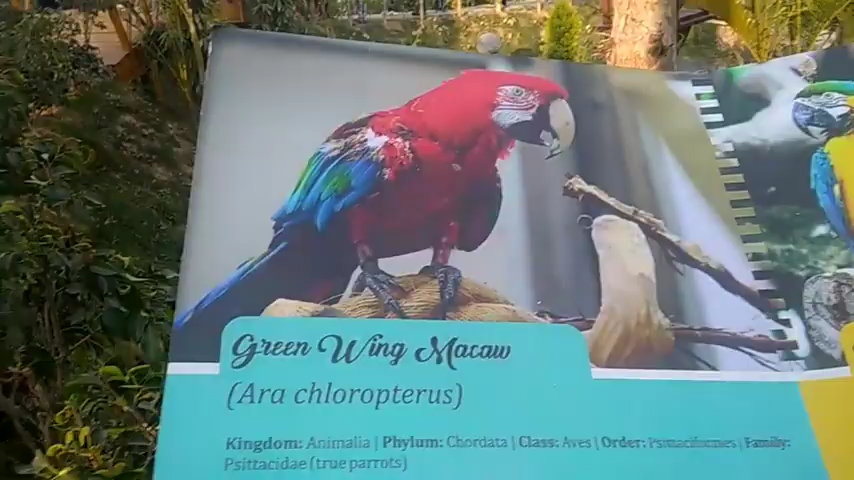 Green Wing Macaw
(Ara chloropterus)
Kingdom: Animalia | Phylum: Chordata | Class: Aves | Order: Psittaciformes | Family:
Psittacidae (true parrots)